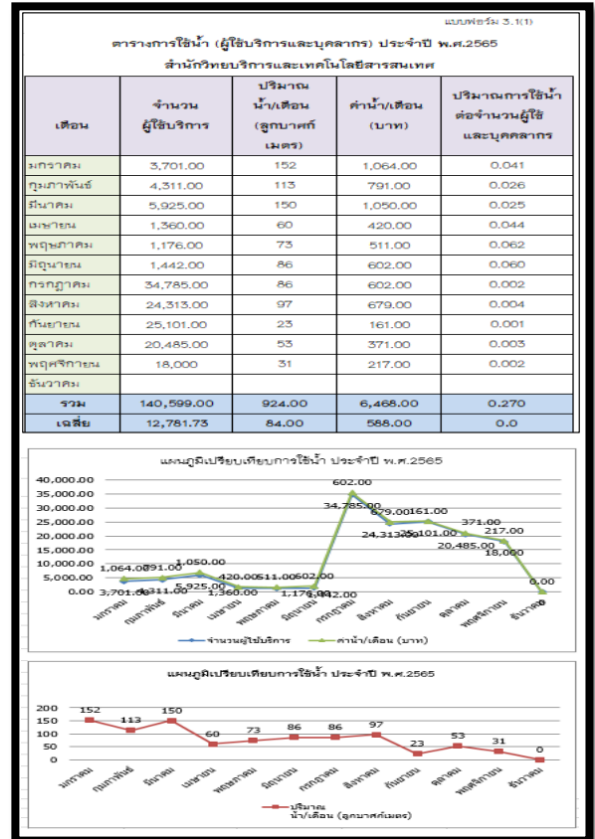 แบบฟอร์ม 3.1(1)
ตารางการใช้น้ำ (ผู้ใช้บริการและบุคลากร) ประจำปี พ.ศ.2565
สำนักวิทยบริการและเทคโนโลยีสารสนเทศ
เดือน จำนวนผู้ใช้บริการ ปริมาณน้ำ/เดือน (ลูกบาศก์เมตร) ค่าน้ำ/เดือน (บาท) ปริมาณการใช้น้ำต่อจำนวนผู้ใช้และบุคคลากร
มกราคม 3,701.00 152 1,064.00 0.041
กุมภาพันธ์ 4,311.00 113 791.00 0.026
มีนาคม 5,925.00 150 1,050.00 0.025
เมษายน 1,360.00 60 420.00 0.044
พฤษภาคม 1,176.00 73 511.00 0.062
มิถุนายน 1,442.00 86 602.00 0.060
กรกฎาคม 34,785.00 86 602.00 0.002
สิงหาคม 24,313.00 97 679.00 0.004
กันยายน 25,101.00 23 161.00 0.001
ตุลาคม 20,485.00 53 371.00 0.003
พฤศจิกายน 18,000 31 217.00 0.002
ธันวาคม
รวม 140,599.00 924.00 6,468.00 0.270
เฉลี่ย 12,781.73 84.00 588.00 0.0
แผนภูมิเปรียบเทียบการใช้น้ำ ประจำปี พ.ศ.2565
40,000.00
35,000.00
30,000.00
25,000.00
20,000.00
15,000.00
10,000.00
5,000.00
0.00
1,064.00 791.00 1,050.00 420.00 511.00 602.00 602.00 679.00 161.00 371.00 217.00 0.00
3,701.00 4,311.00 5,925.00 1,360.00 1,176.00 1,442.00 34,785.00 24,313.00 25,101.00 20,485.00 18,000 0
มกราคม กุมภาพันธ์ มีนาคม เมษายน พฤษภาคม มิถุนายน กรกฎาคม สิงหาคม กันยายน ตุลาคม พฤศจิกายน ธันวาคม
จำนวนผู้ใช้บริการ ค่าน้ำ/เดือน (บาท)
แผนภูมิเปรียบเทียบการใช้น้ำ ประจำปี พ.ศ.2565
200
150
100
50
0
152 113 150 60 73 86 86 97 23 53 31 0
มกราคม กุมภาพันธ์ มีนาคม เมษายน พฤษภาคม มิถุนายน กรกฎาคม สิงหาคม กันยายน ตุลาคม พฤศจิกายน ธันวาคม
ปริมาณ
น้ำ/เดือน (ลูกบาศก์เมตร)